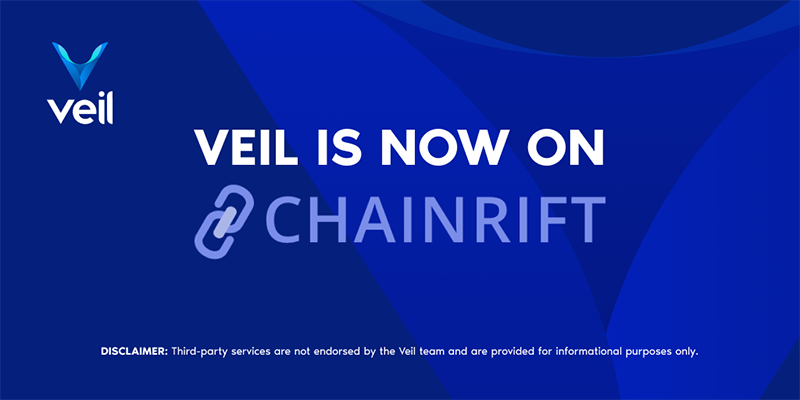 veil
VEIL IS NOW ON
CHAINRIFT
DISCLAIMER: Third-party services are not endorsed by the Veil team and are provided for informational purposes only.